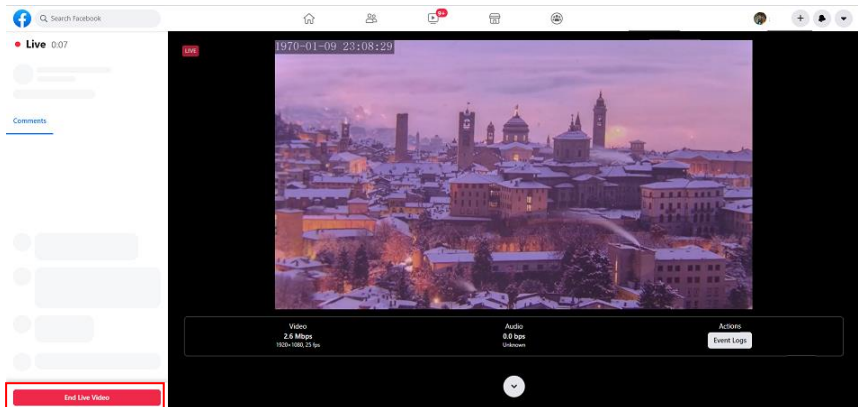 Search Facebook
9+
Live 0:07
Comments
End Live Video
LIVE
1970-01-09 23:08:29
Video
2.6 Mbps
1920×1080, 25 fps
Audio
0.0 bps
Unknown
Actions
Event Logs